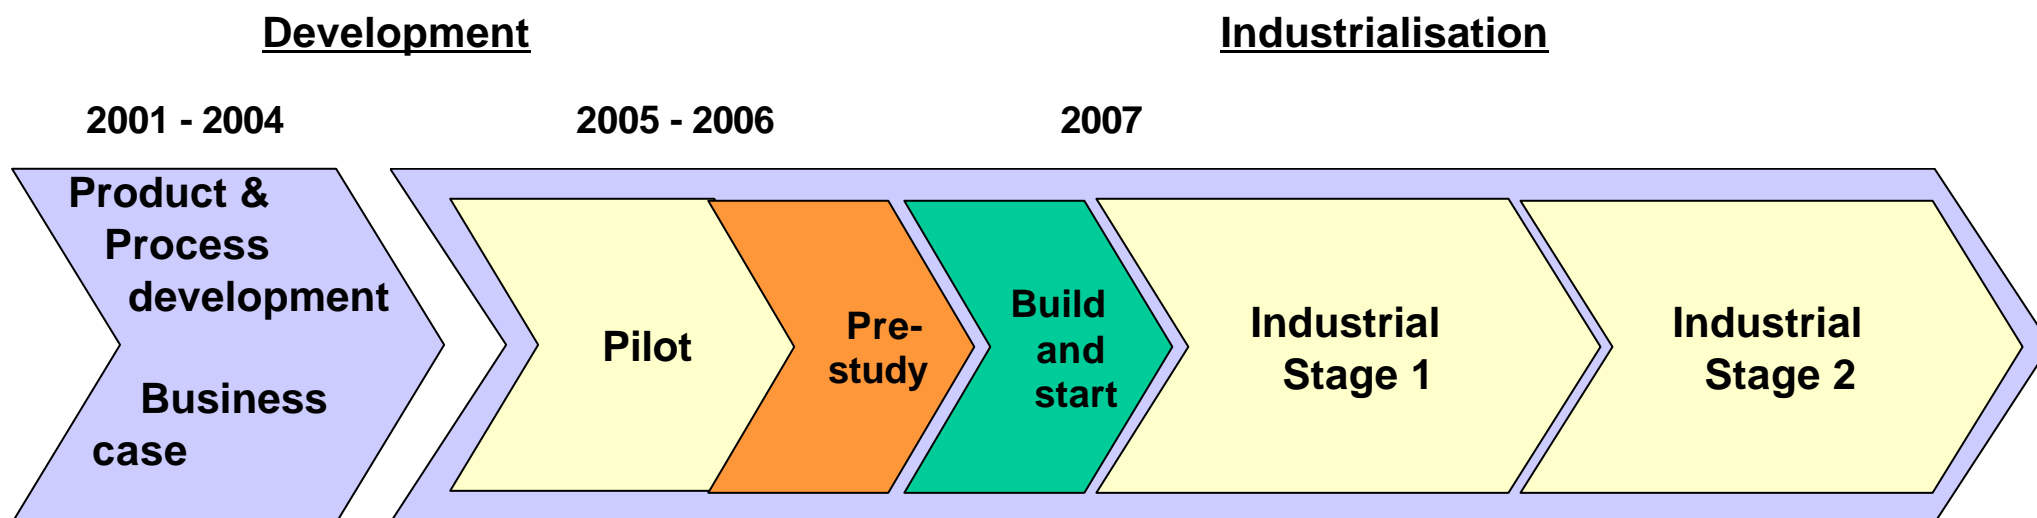 Development
Industrialisation
2001 - 2004
2005 - 2006
2007
Product &
Process
development
Business
case
Pilot
Pre-
study
Build
and
start
Industrial
Stage 1
Industrial
Stage 2